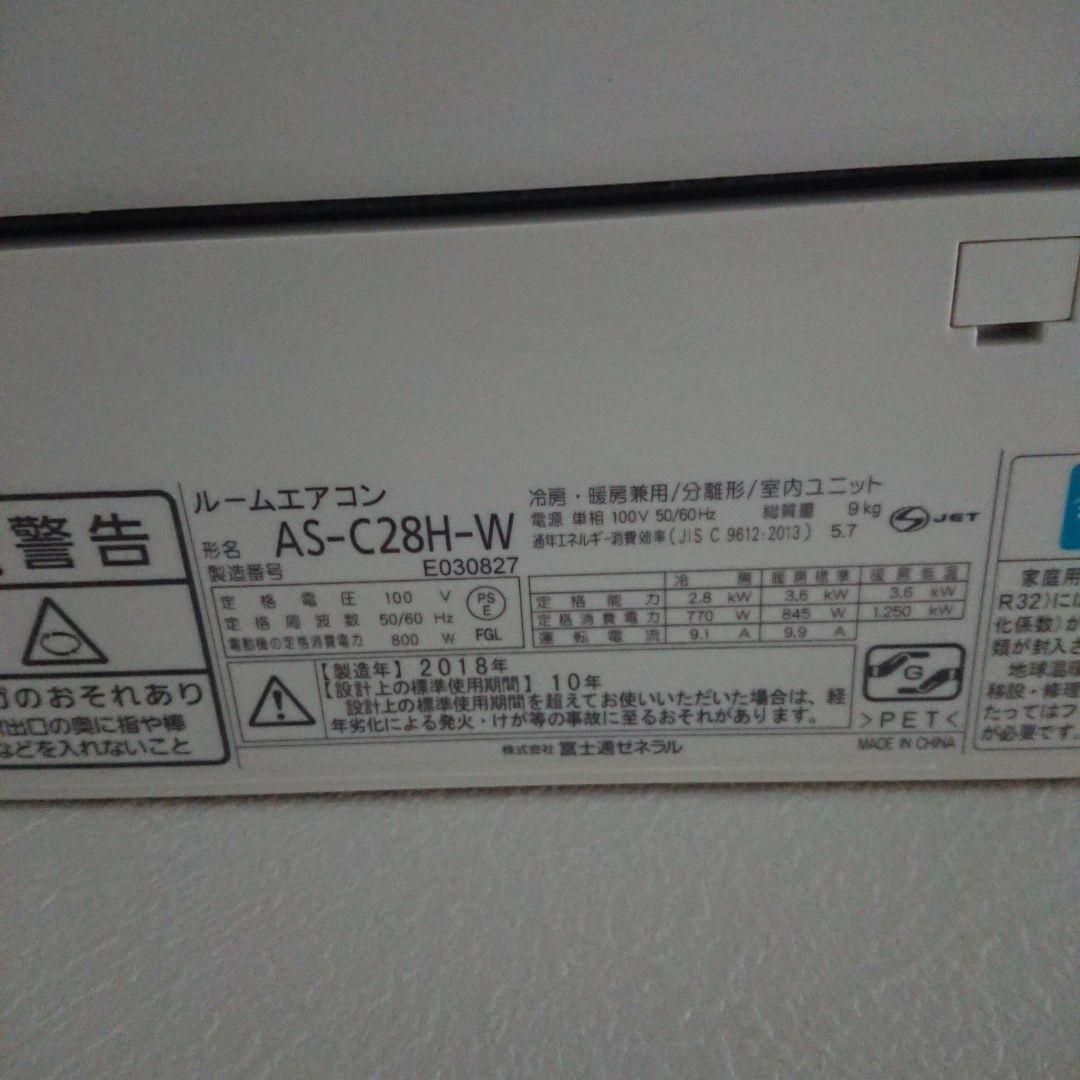 警告
のおそれあり
出口の奥に指や棒
などを入れないこと
ルームエアコン
形名 AS-C28H-W
製造番号 E030827
定格電圧 100 V
定格周波数 50/60 Hz
電動機の定格消費電力 800 W
PS
E
FGL
冷房・暖房兼用/分離形/室内ユニット
電源 単相 100V 50/60Hz 総質量 9kg
通年エネルギー消費効率(JIS C 9612:2013) 5.7
JET
冷房 暖房標準 暖房低温
定格能力 2.8 kW 3.6 kW 3.6 kW
定格消費電力 770 W 845 W 1,250 kW
運転電流 9.1 A 9.9 A
【製造年】2018年
【設計上の標準使用期間】10年
設計上の標準使用期間を超えてお使いいただいた場合は、経
年劣化による発火・けが等の事故に至るおそれがあります。
G
>PET<
株式会社 富士通ゼネラル
MADE IN CHINA
家庭用
R32)には
化係数)が
類が封入さ
地球温暖
移設・修理
たってはフ
が必要です。